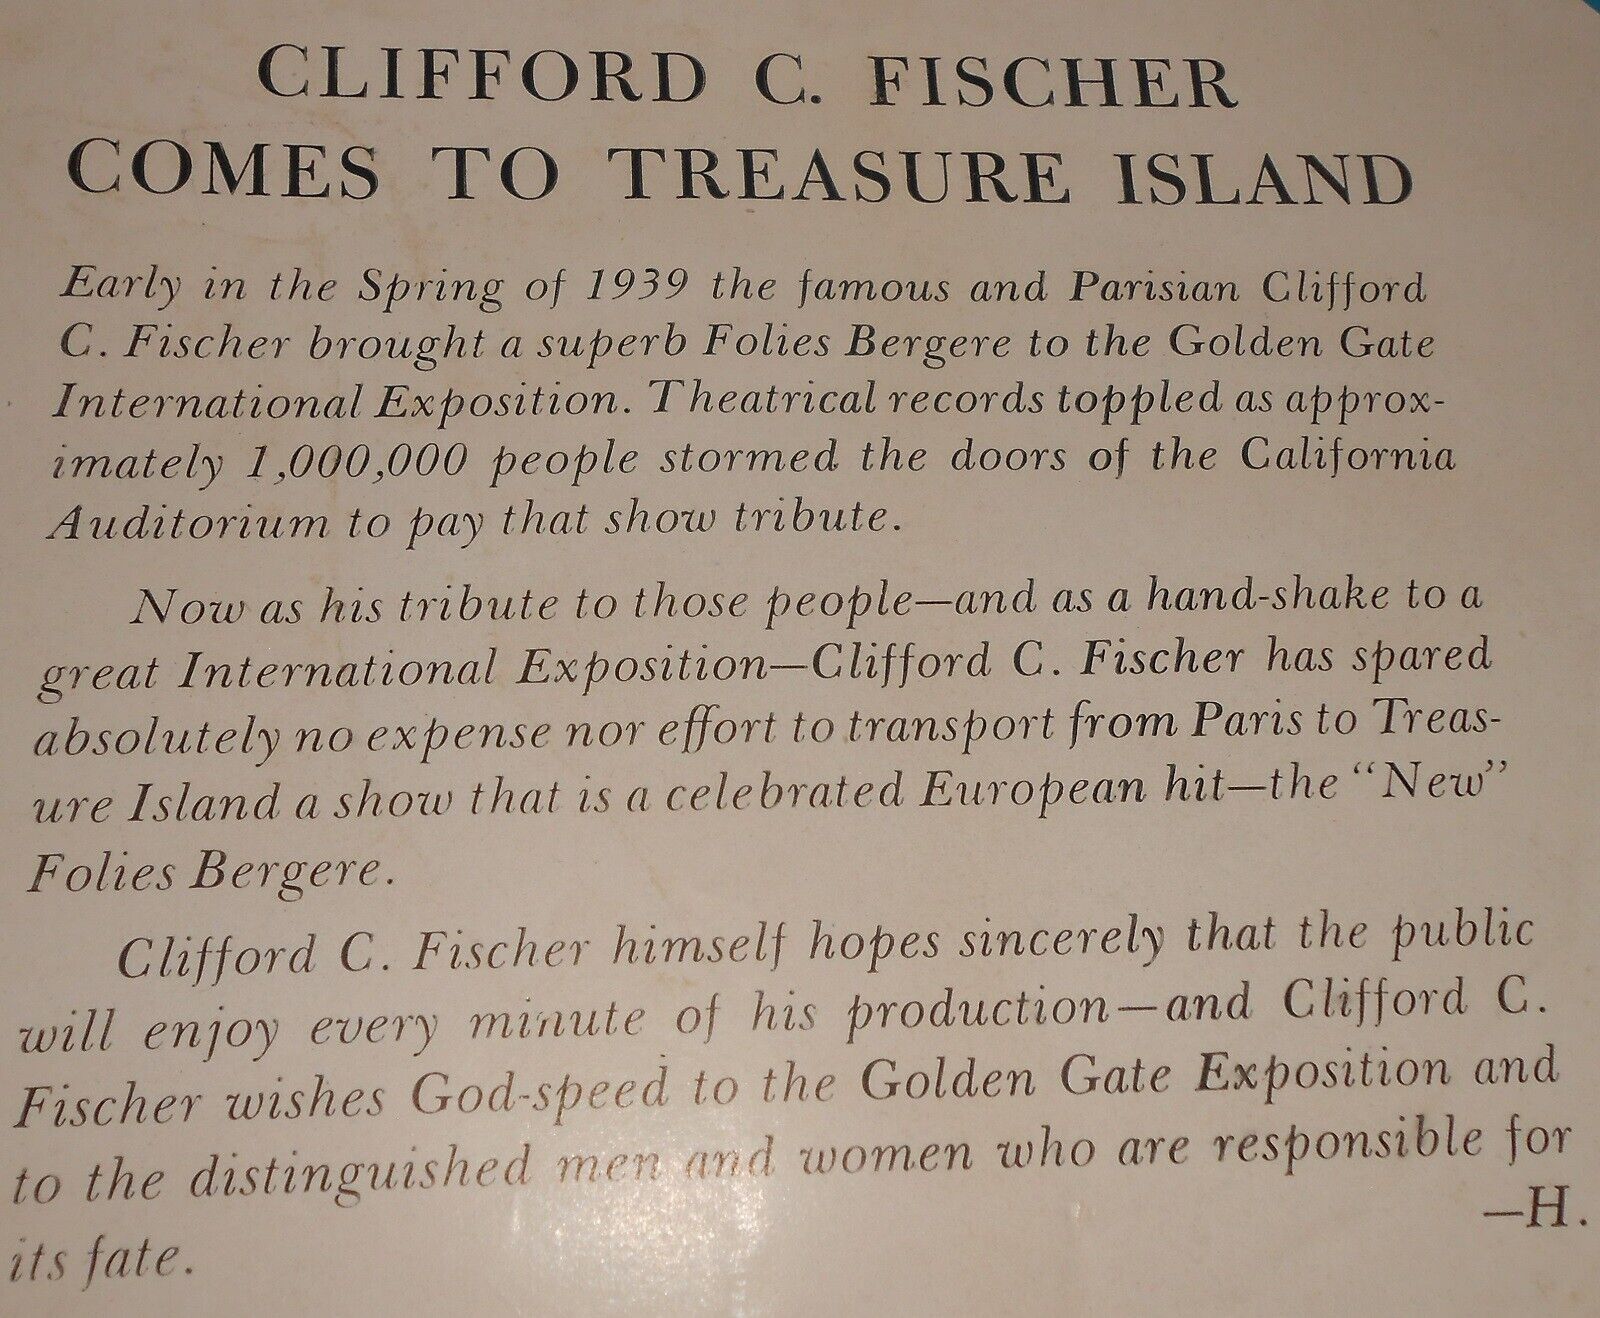 CLIFFORD C. FISCHER
COMES TO TREASURE ISLAND
Early in the Spring of 1939 the famous and Parisian Clifford
C. Fischer brought a superb Folies Bergere to the Golden Gate
International Exposition. Theatrical records toppled as approx-
imately 1,000,000 people stormed the doors of the California
Auditorium to pay that show tribute.
Now as his tribute to those people—and as a hand-shake to a
great International Exposition—Clifford C. Fischer has spared
absolutely no expense nor effort to transport from Paris to Treas-
ure Island a show that is a celebrated European hit—the “New”
Folies Bergere.
Clifford C. Fischer himself hopes sincerely that the public
will enjoy every minute of his production—and Clifford C.
Fischer wishes God-speed to the Golden Gate Exposition and
to the distinguished men and women who are responsible for
its fate.
—H.